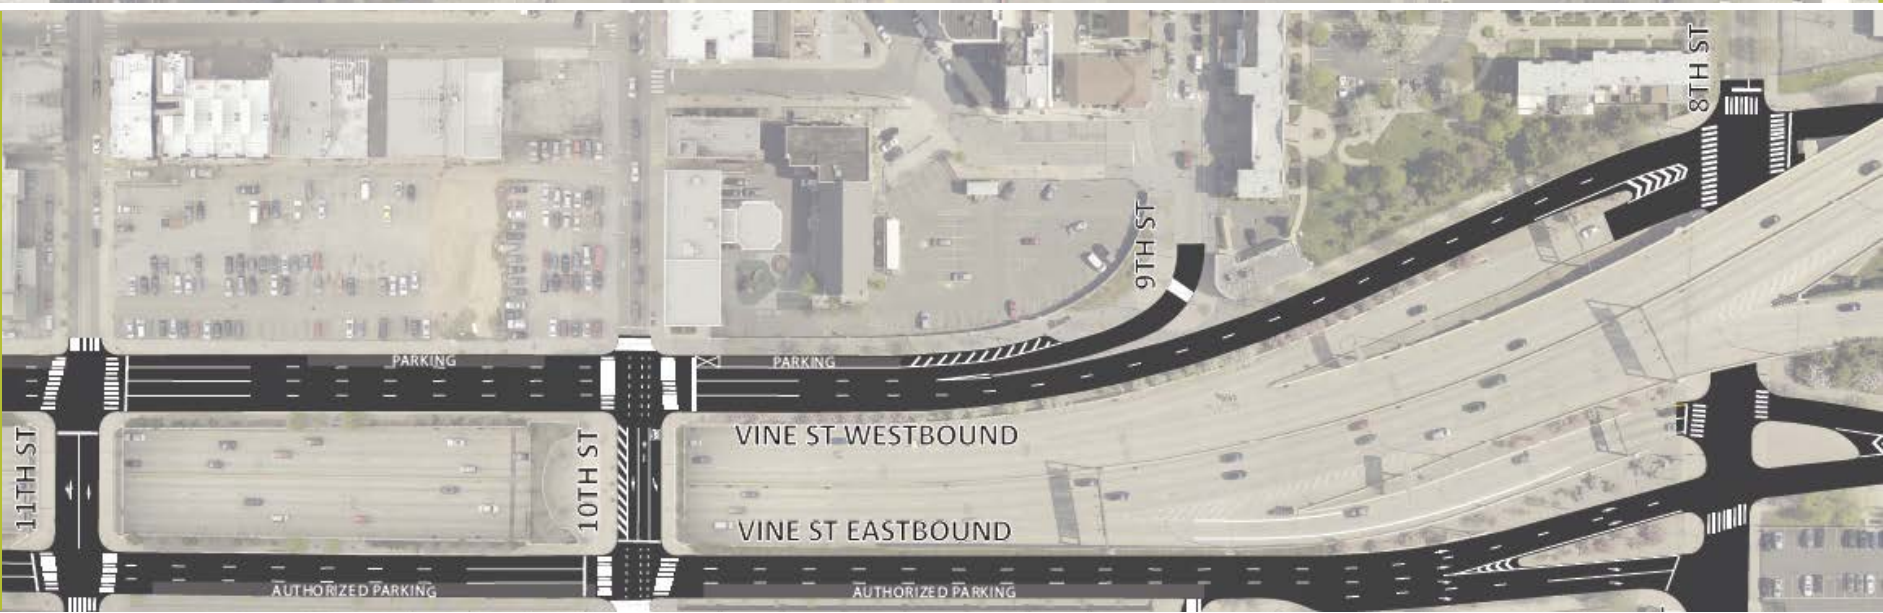 8TH ST
9TH ST
PARKING
PARKING
11TH ST
10TH ST
VINE ST WESTBOUND
VINE ST EASTBOUND
AUTHORIZED PARKING
AUTHORIZED PARKING